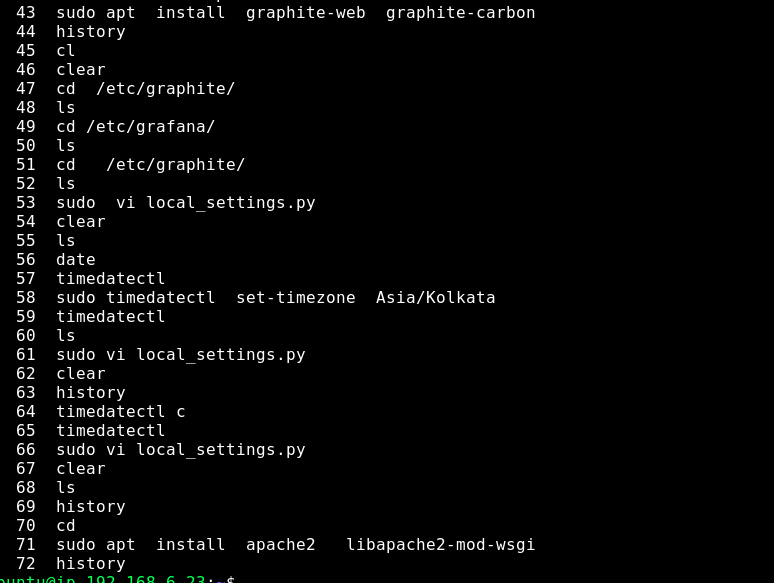 43  sudo apt  install  graphite-web  graphite-carbon
44  history
45  cl
46  clear
47  cd  /etc/graphite/
48  ls
49  cd /etc/grafana/
50  ls
51  cd   /etc/graphite/
52  ls
53  sudo  vi local_settings.py
54  clear
55  ls
56  date
57  timedatectl
58  sudo timedatectl  set-timezone  Asia/Kolkata
59  timedatectl
60  ls
61  sudo vi local_settings.py
62  clear
63  history
64  timedatectl c
65  timedatectl
66  sudo vi local_settings.py
67  clear
68  ls
69  history
70  cd
71  sudo apt  install  apache2   libapache2-mod-wsgi
72  history
buntu@ip-192-168-6-23:~$